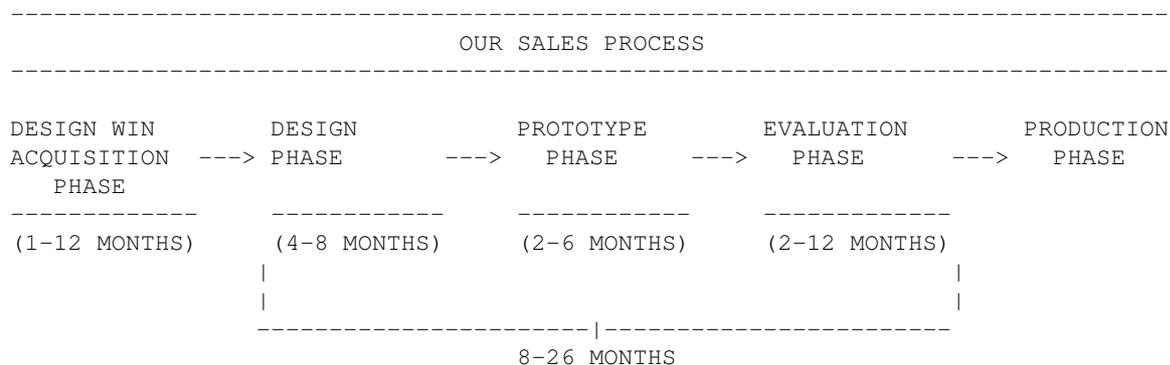 OUR SALES PROCESS
DESIGN WIN DESIGN PROTOTYPE EVALUATION PRODUCTION
ACQUISITION ---> PHASE ---> PHASE ---> PHASE ---> PHASE
PHASE
(1-12 MONTHS) (4-8 MONTHS) (2-6 MONTHS) (2-12 MONTHS)
8-26 MONTHS